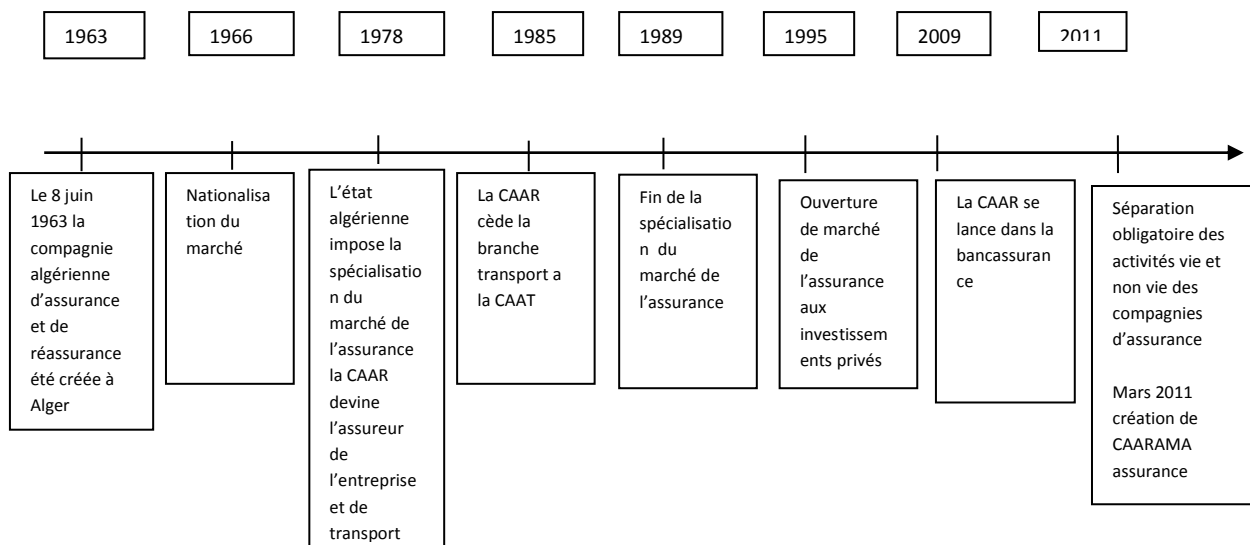 1963
1966
1978
1985
1989
1995
2009
2011
Le 8 juin
1963 la
compagnie
algérienne
d’assurance
et de
réassurance
été créée à
Alger
Nationalisa
tion du
marché
L’état
algérienne
impose la
spécialisatio
n du
marché de
l’assurance
la CAAR
devine
l’assureur
de
l’entreprise
et de
transport
La CAAR
cède la
branche
transport a
la CAAT
Fin de la
spécialisatio
n du
marché de
l’assurance
Ouverture
de marché
de
l’assurance
aux
investissem
ents privés
La CAAR se
lance dans la
bancassuran
ce
Séparation
obligatoire des
activités vie et
non vie des
compagnies
d’assurance
Mars 2011
création de
CAARAMA
assurance